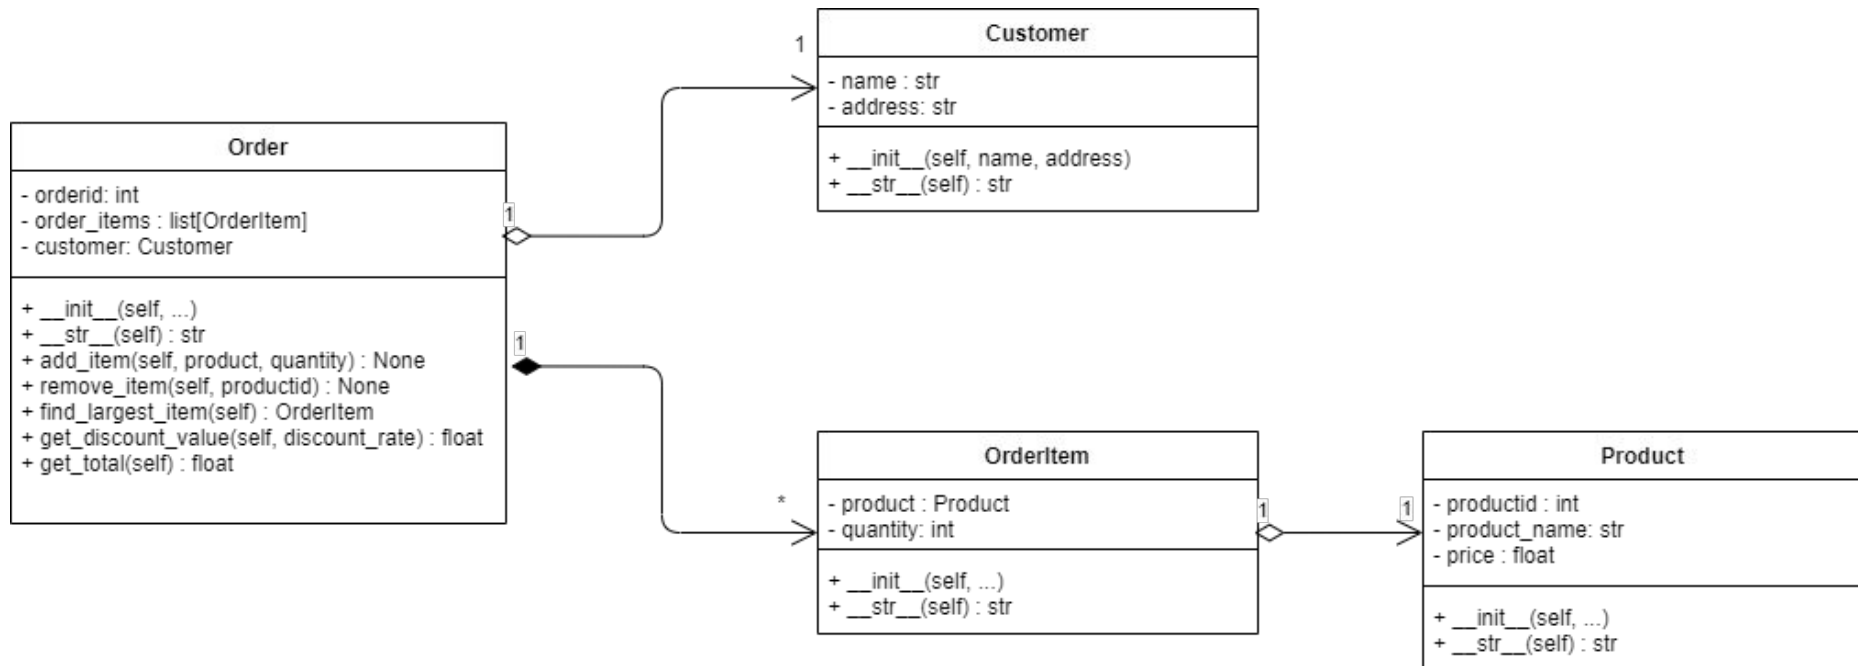 Customer
- name : str
- address: str
+ __init__(self, name, address)
+ __str__(self) : str
1
Order
- orderid: int
- order_items : list[OrderItem]
- customer: Customer
+ __init__(self, ...)
+ __str__(self) : str
+ add_item(self, product, quantity) : None
+ remove_item(self, productid) : None
+ find_largest_item(self) : OrderItem
+ get_discount_value(self, discount_rate) : float
+ get_total(self) : float
1
1
*
OrderItem
- product : Product
- quantity: int
+ __init__(self, ...)
+ __str__(self) : str
1
1
Product
- productid : int
- product_name: str
- price : float
+ __init__(self, ...)
+ __str__(self) : str